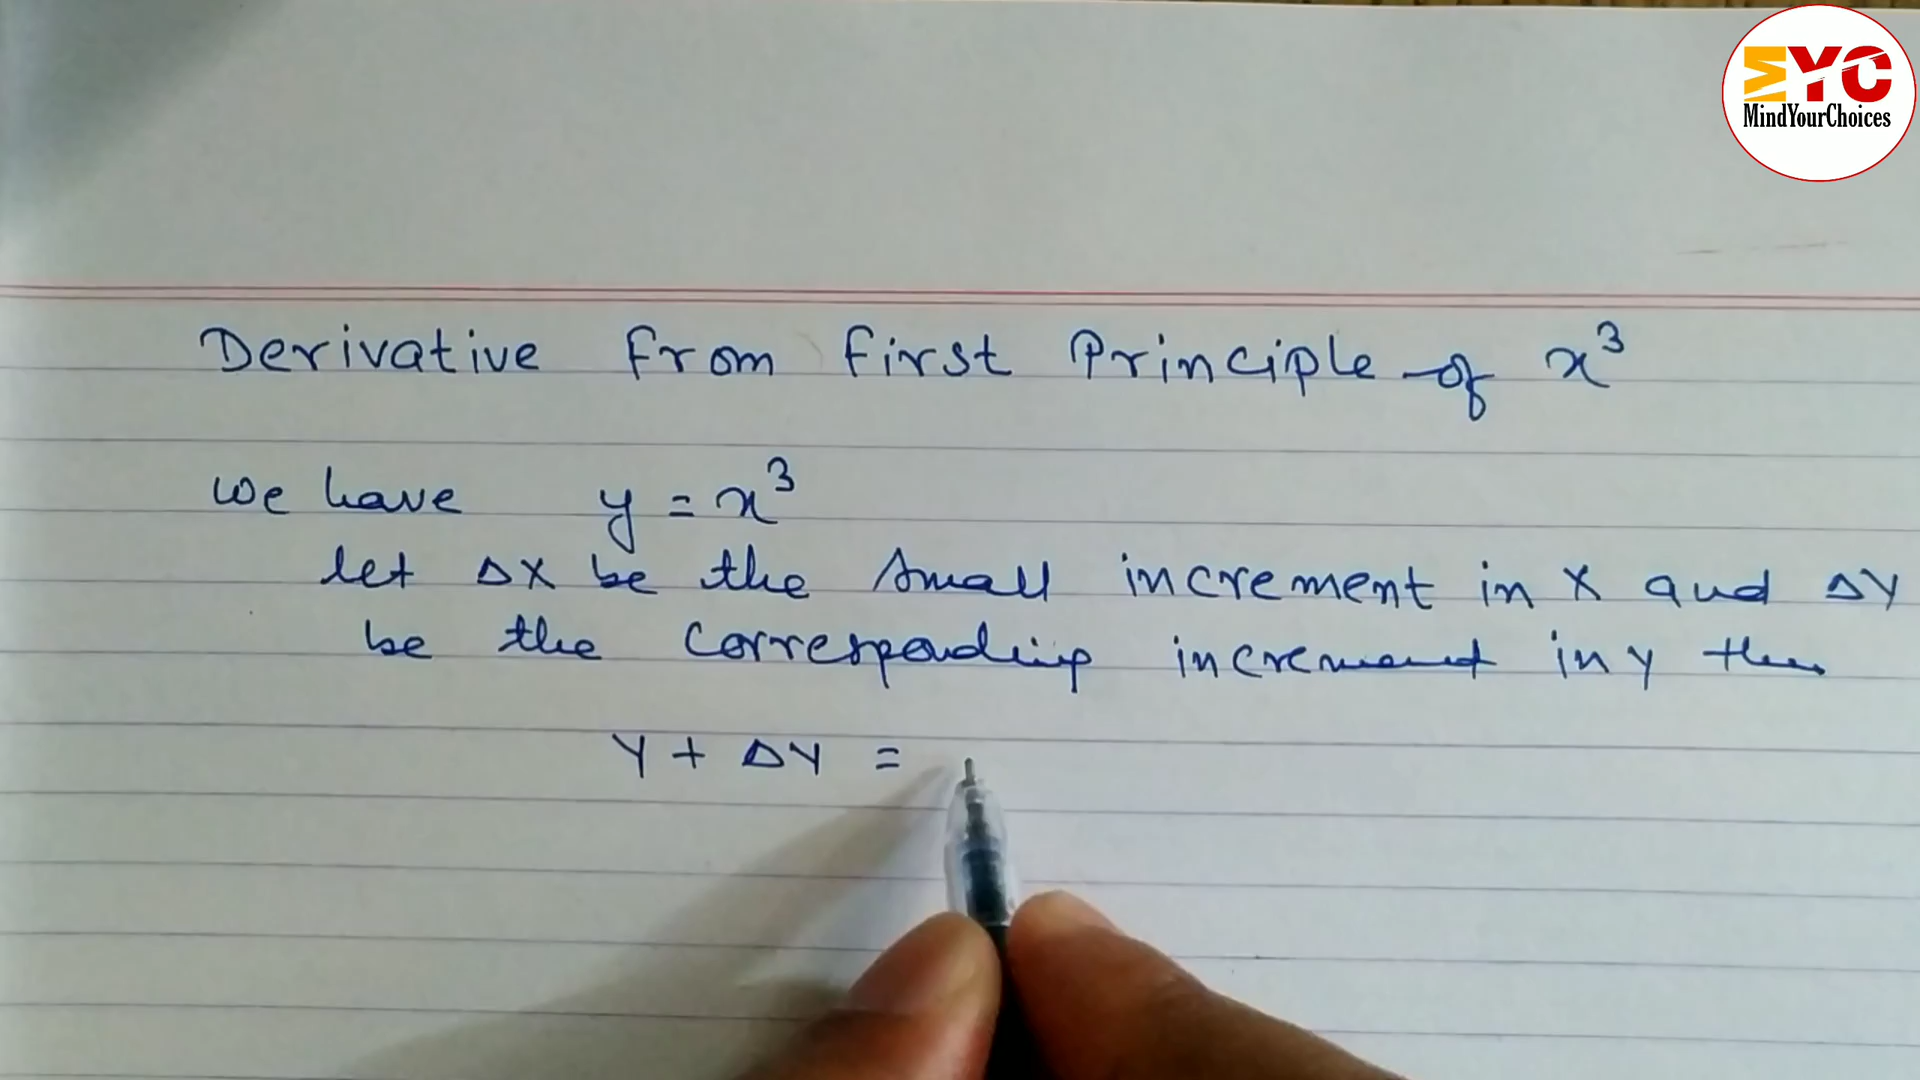 MYC
MindYourChoices
Derivative from first Principle of x³
We have y = x³
let Δx be the small increment in x and Δy
be the corresponding increment in y then
y + Δy =